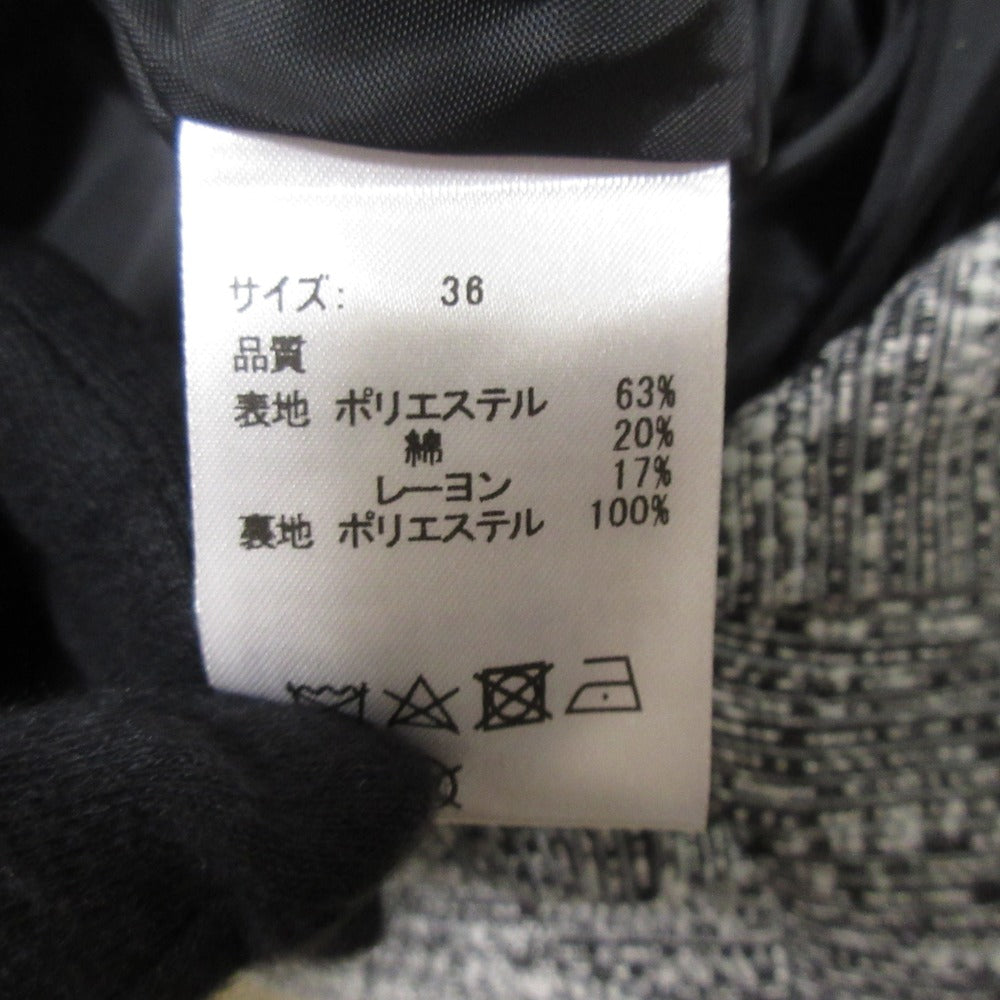 サイズ: 36
品質
表地 ポリエステル 63%
綿 20%
レーヨン 17%
裏地 ポリエステル 100%